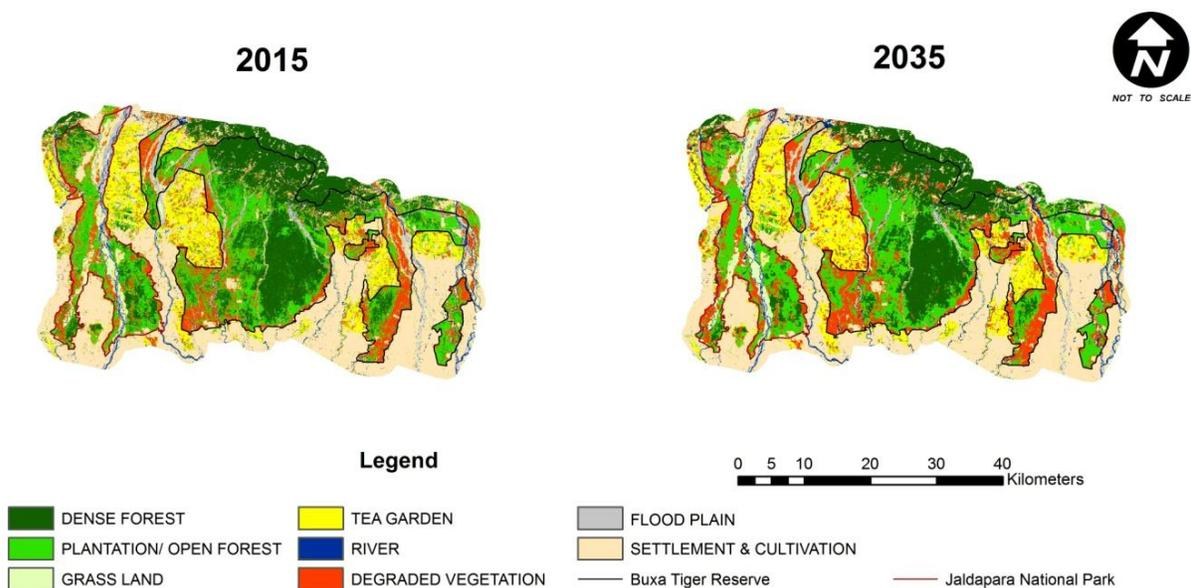 2015
2035
N
NOT TO SCALE
Legend
0 5 10 20 30 40
Kilometers
DENSE FOREST
TEA GARDEN
FLOOD PLAIN
PLANTATION/ OPEN FOREST
RIVER
SETTLEMENT & CULTIVATION
GRASS LAND
DEGRADED VEGETATION
Buxa Tiger Reserve
Jaldapara National Park